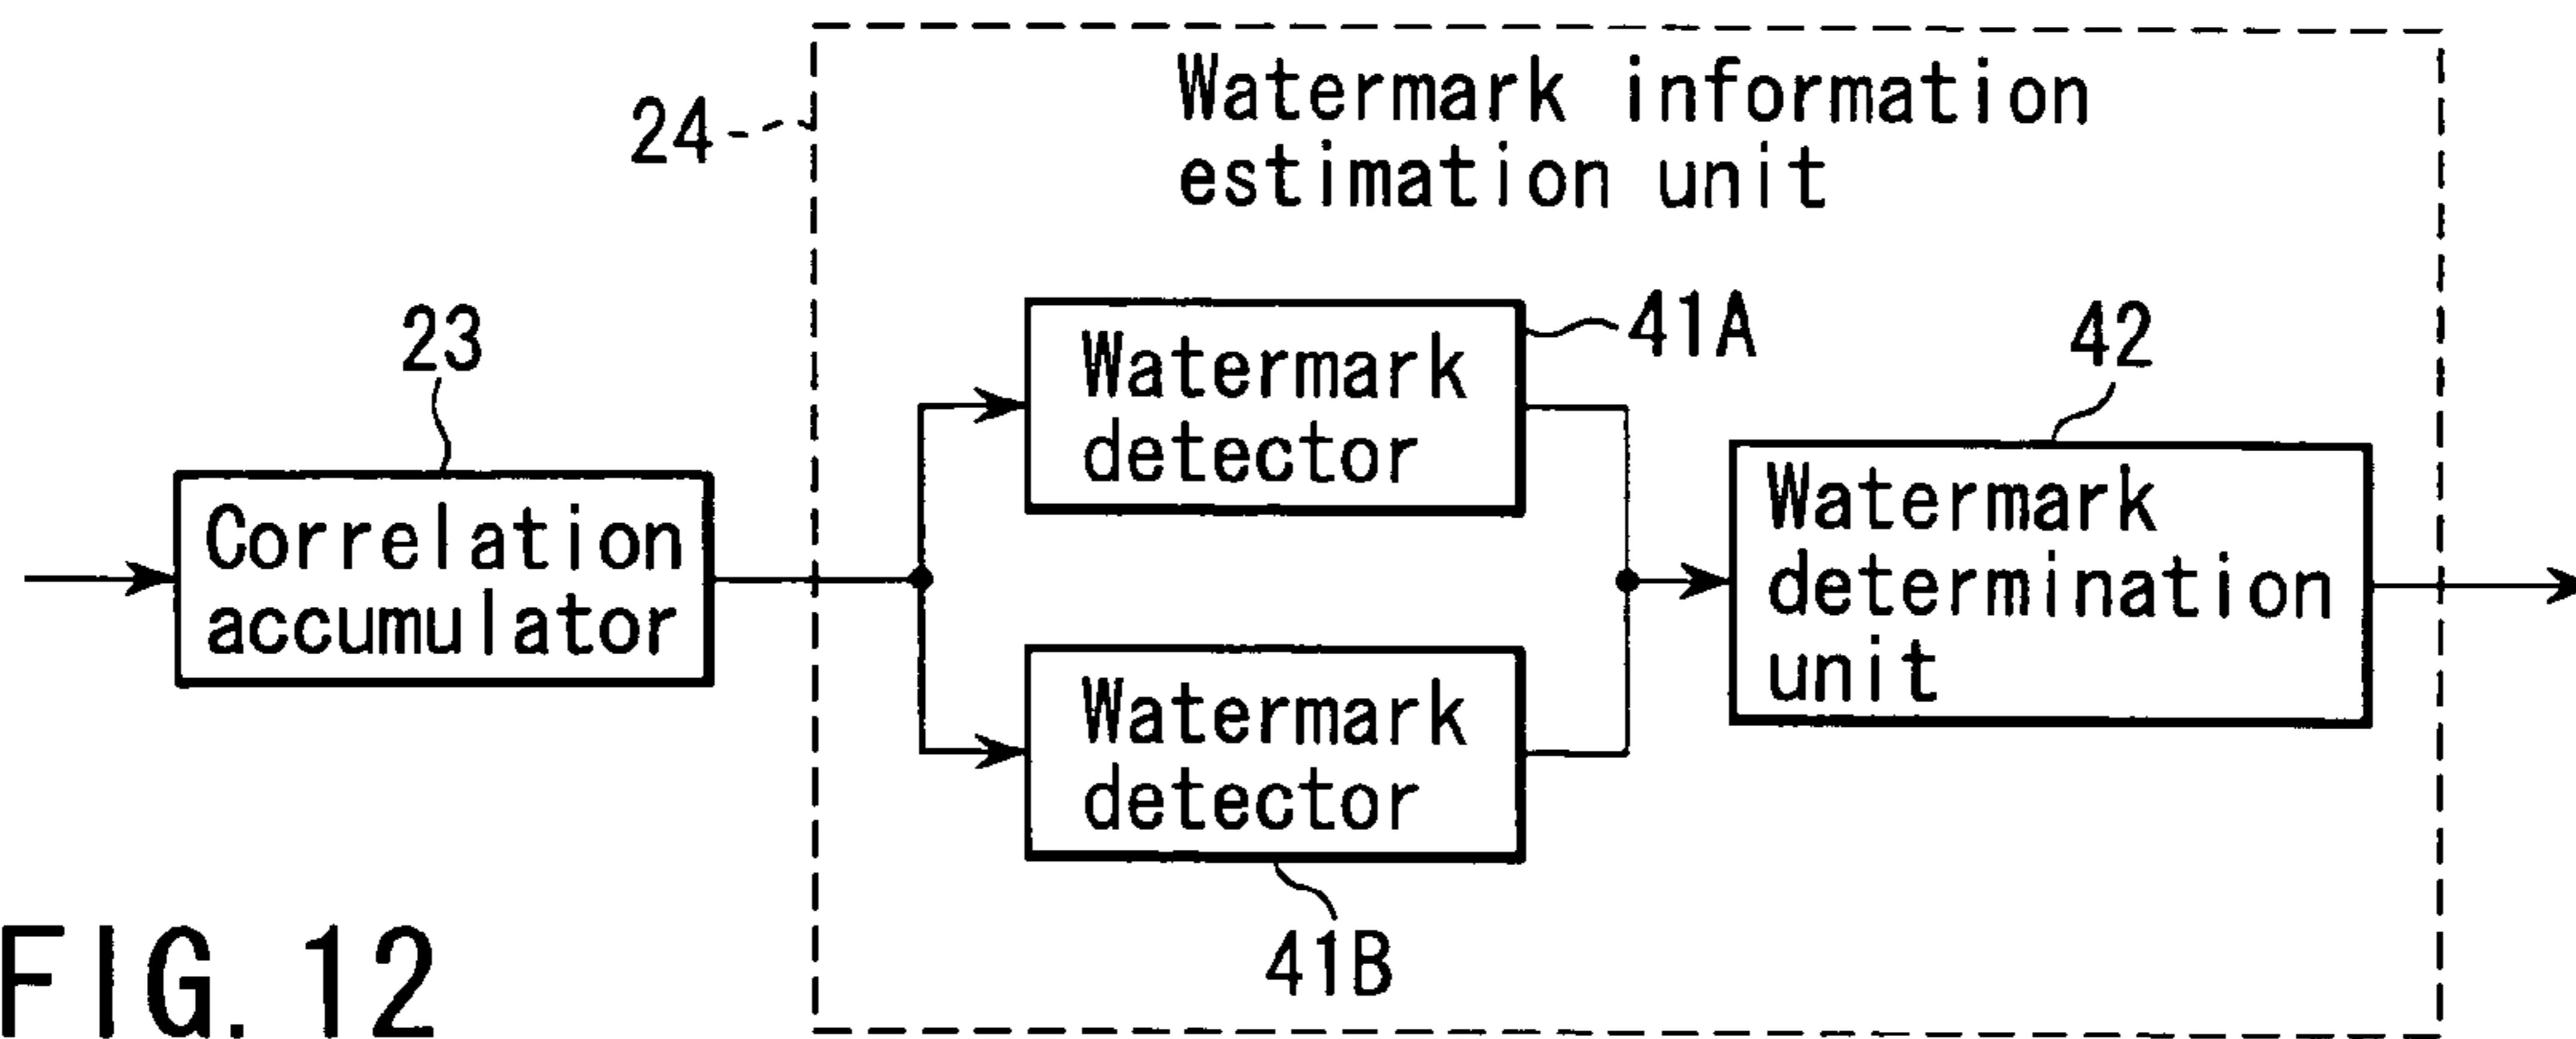 Watermark information
estimation unit
24
23
Correlation
accumulator
41A
Watermark
detector
42
Watermark
determination
unit
Watermark
detector
41B
FIG. 12